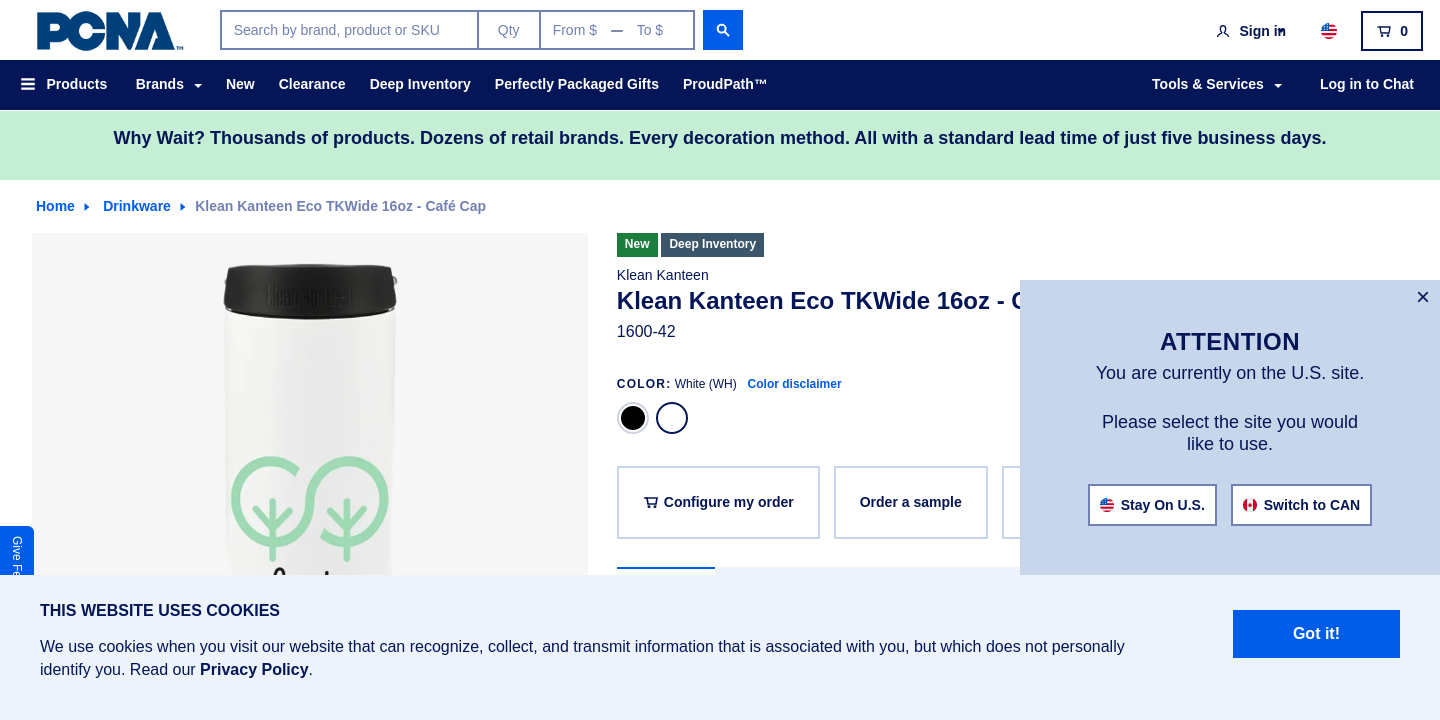 PCNA™
Search by brand, product or SKU
Qty
From $ — To $
Sign in
0
Products
Brands
New
Clearance
Deep Inventory
Perfectly Packaged Gifts
ProudPath™
Tools & Services
Log in to Chat
Why Wait? Thousands of products. Dozens of retail brands. Every decoration method. All with a standard lead time of just five business days.
Home
Drinkware
Klean Kanteen Eco TKWide 16oz - Café Cap
Klean Kanteen
New
Deep Inventory
Klean Kanteen
Klean Kanteen Eco TKWide 16oz -
1600-42
COLOR: White (WH) Color disclaimer
Configure my order
Order a sample
×
ATTENTION
You are currently on the U.S. site.
Please select the site you would
like to use.
Stay On U.S.
Switch to CAN
Give
THIS WEBSITE USES COOKIES
We use cookies when you visit our website that can recognize, collect, and transmit information that is associated with you, but which does not personally
identify you. Read our Privacy Policy.
Got it!